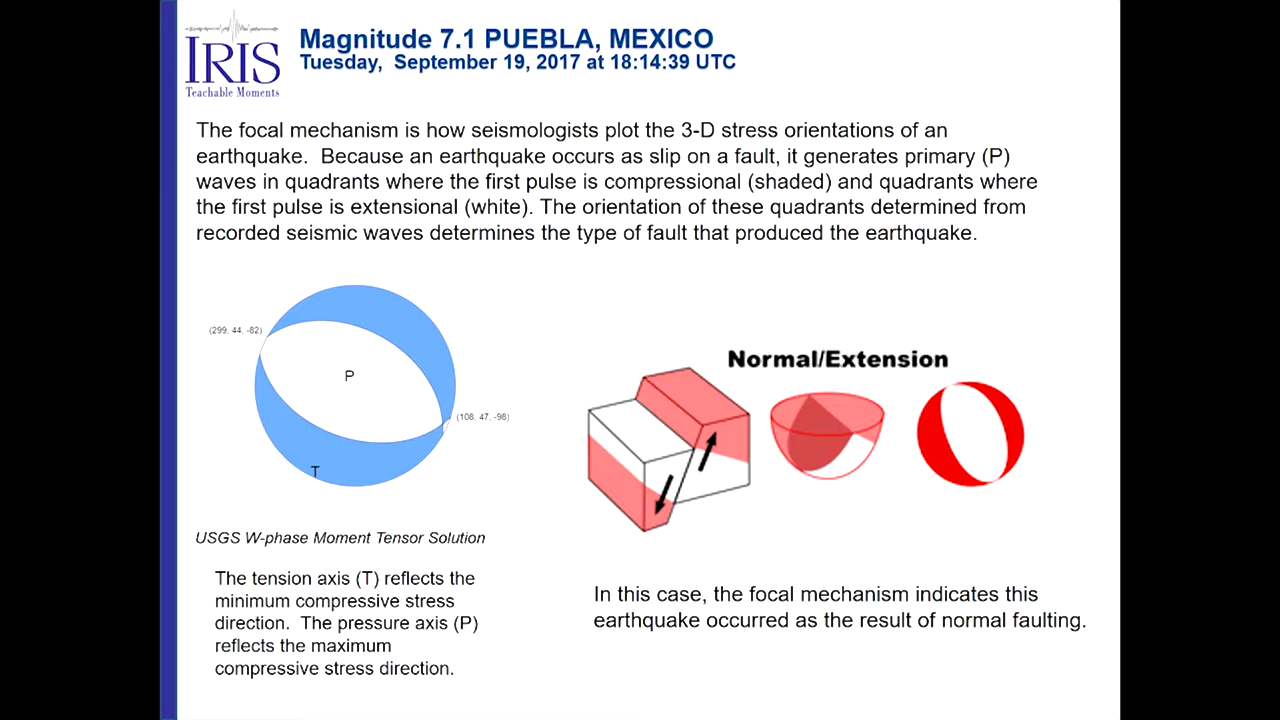 IRIS
Teachable Moments
Magnitude 7.1 PUEBLA, MEXICO
Tuesday, September 19, 2017 at 18:14:39 UTC
The focal mechanism is how seismologists plot the 3-D stress orientations of an
earthquake. Because an earthquake occurs as slip on a fault, it generates primary (P)
waves in quadrants where the first pulse is compressional (shaded) and quadrants where
the first pulse is extensional (white). The orientation of these quadrants determined from
recorded seismic waves determines the type of fault that produced the earthquake.
(299, 44, -82)
P
(108, 47, -98)
T
USGS W-phase Moment Tensor Solution
The tension axis (T) reflects the
minimum compressive stress
direction. The pressure axis (P)
reflects the maximum
compressive stress direction.
Normal/Extension
In this case, the focal mechanism indicates this
earthquake occurred as the result of normal faulting.